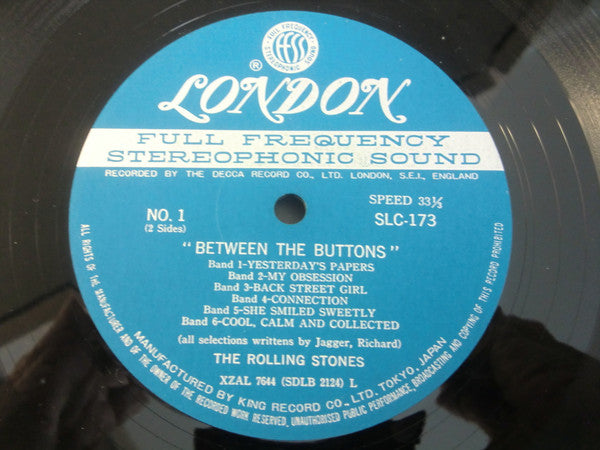 FULL FREQUENCY
ffss
STEREOPHONIC SOUND
® LONDON
FULL FREQUENCY
STEREOPHONIC SOUND
RECORDED BY THE DECCA RECORD CO., LTD. LONDON, S.E.I., ENGLAND
NO. 1 SPEED 33⅓
(2 Sides) SLC-173
"BETWEEN THE BUTTONS"
Band 1-YESTERDAY'S PAPERS
Band 2-MY OBSESSION
Band 3-BACK STREET GIRL
Band 4-CONNECTION
Band 5-SHE SMILED SWEETLY
Band 6-COOL, CALM AND COLLECTED
(all selections writtens by Jagger, Richard)
THE ROLLING STONES
XZAL 7644 (SDLB 2124) L
MANUFACTURED BY KING RECORD CO., LTD. TOKYO, JAPAN
ALL RIGHTS OF THE MANUFACTURER AND OF THE OWNER OF THE RECORDED WORK RESERVED, UNAUTHORISED PUBLIC PERFORMANCE, BROADCASTING AND COPYING OF THIS RECORD PROHIBITED